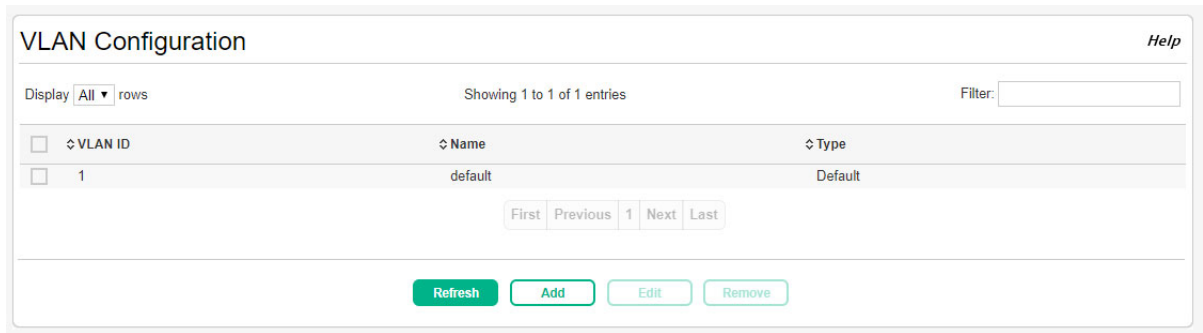 VLAN Configuration Help
Display All rows Showing 1 to 1 of 1 entries Filter:
VLAN ID Name Type
1 default Default
First Previous 1 Next Last
Refresh Add Edit Remove